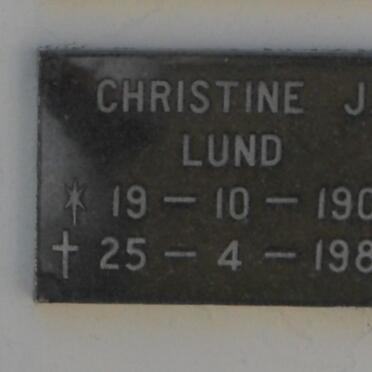 CHRISTINE J
LUND
* 19 – 10 – 190
† 25 – 4 – 198